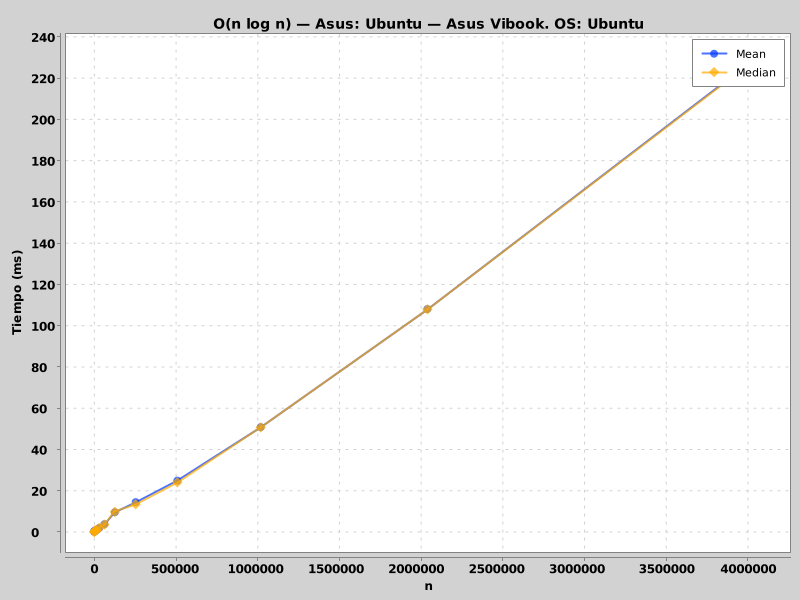 O(n log n) — Asus: Ubuntu — Asus Vibook. OS: Ubuntu
Mean
Median
240
220
200
180
160
140
120
100
80
60
40
20
0
Tiempo (ms)
0 500000 1000000 1500000 2000000 2500000 3000000 3500000 4000000
n